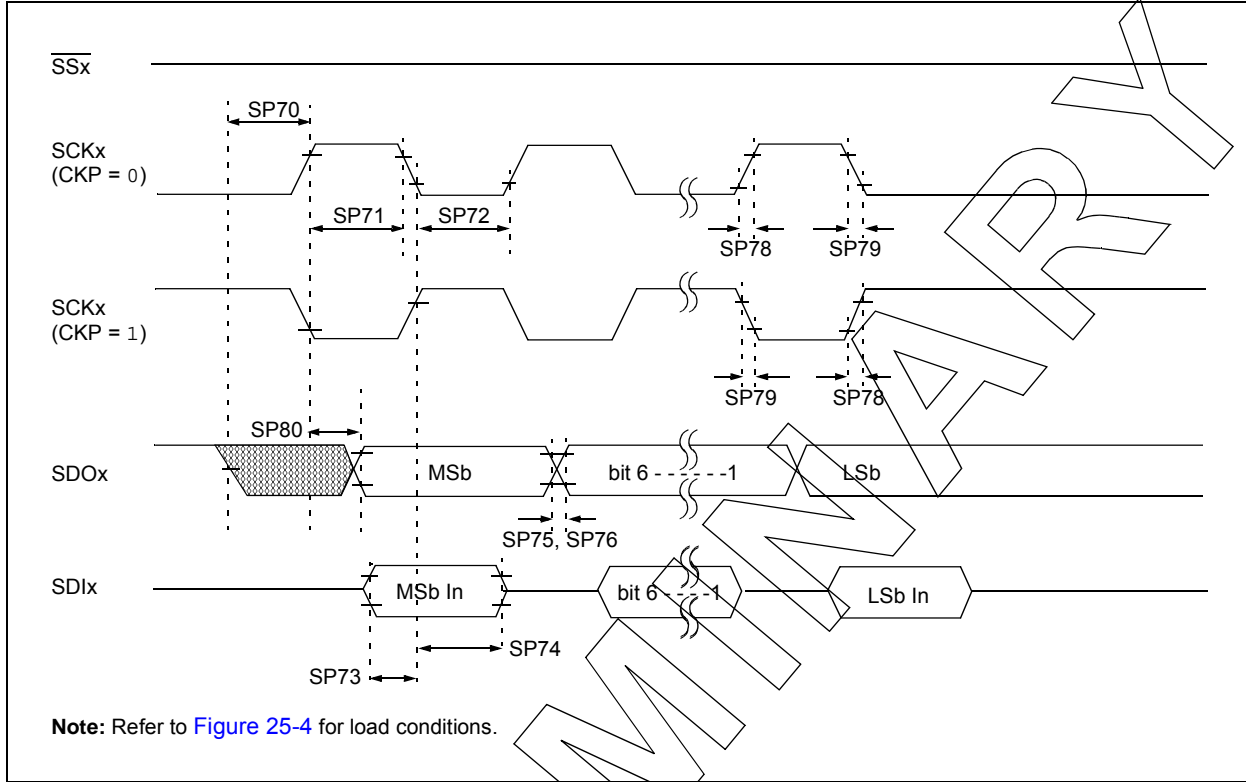 SSx
SP70
SCKx
(CKP = 0)
SP71 SP72
SP78 SP79
SCKx
(CKP = 1)
SP79 SP78
SP80
SDOx MSb bit 6 - - - - - -1 LSb
SP75, SP76
SDIx MSb In bit 6 - - - -1 LSb In
SP74
SP73
Note: Refer to Figure 25-4 for load conditions.
MINARY